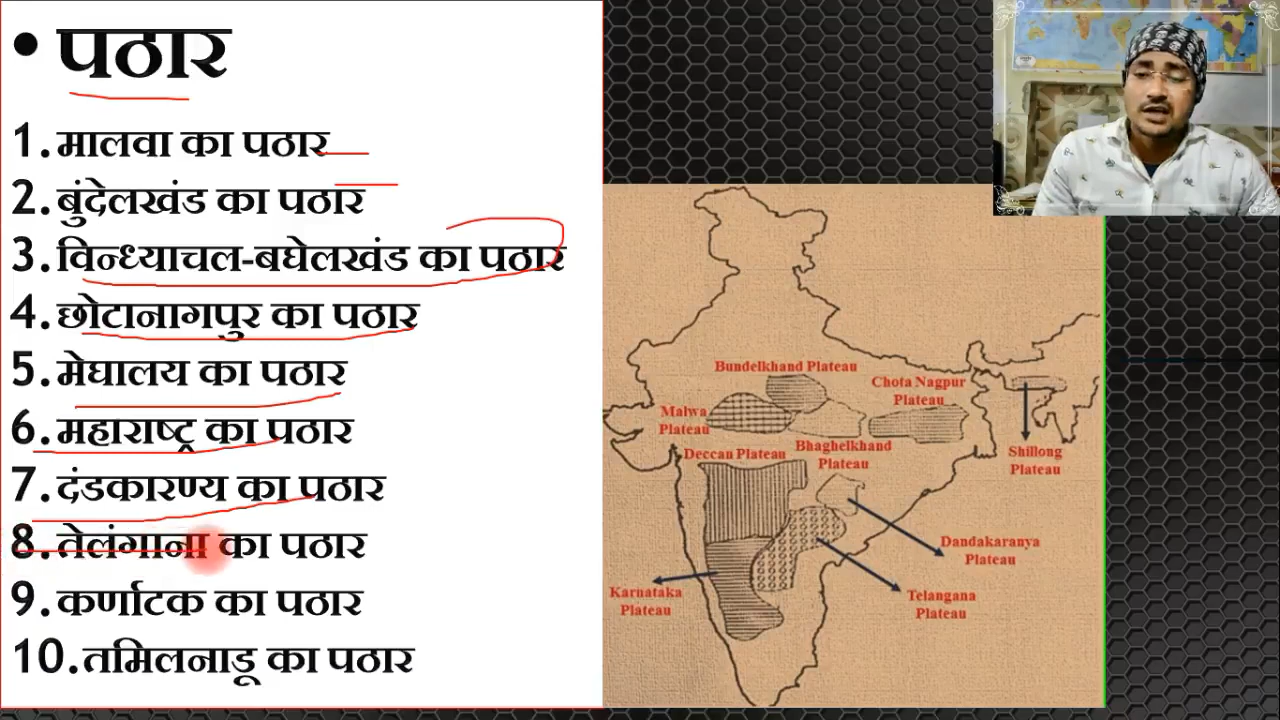 • पठार
1. मालवा का पठार
2. बुंदेलखंड का पठार
3. विन्ध्याचल-बघेलखंड का पठार
4. छोटानागपुर का पठार
5. मेघालय का पठार
6. महाराष्ट्र का पठार
7. दंडकारण्य का पठार
8. तेलंगाना का पठार
9. कर्णाटक का पठार
10. तमिलनाडू का पठार
Bundelkhand Plateau
Chota Nagpur
Plateau
Malwa
Plateau
Bhaghelkhand
Plateau
Deccan Plateau
Shillong
Plateau
Dandakaranya
Plateau
Karnataka
Plateau
Telangana
Plateau